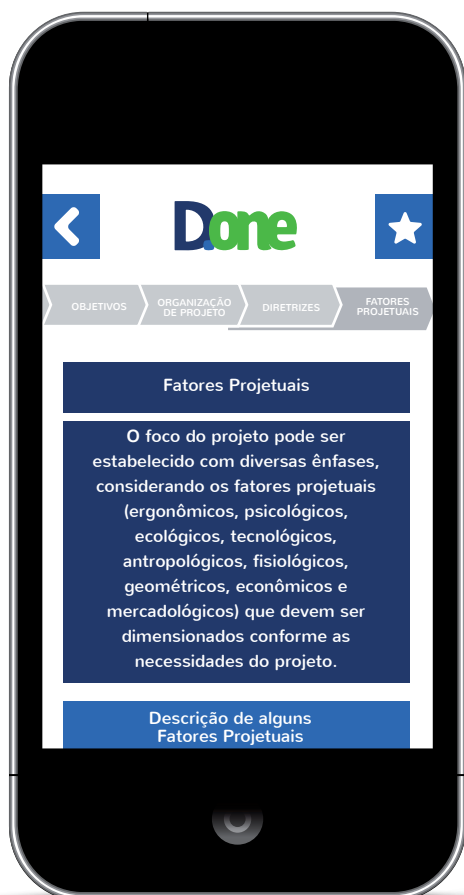 D.one
OBJETIVOS
ORGANIZAÇÃO
DE PROJETO
DIRETRIZES
FATORES
PROJETUAIS
Fatores Projetuais
O foco do projeto pode ser
estabelecido com diversas ênfases,
considerando os fatores projetuais
(ergonômicos, psicológicos,
ecológicos, tecnológicos,
antropológicos, fisiológicos,
geométricos, econômicos e
mercadológicos) que devem ser
dimensionados conforme as
necessidades do projeto.
Descrição de alguns
Fatores Projetuais